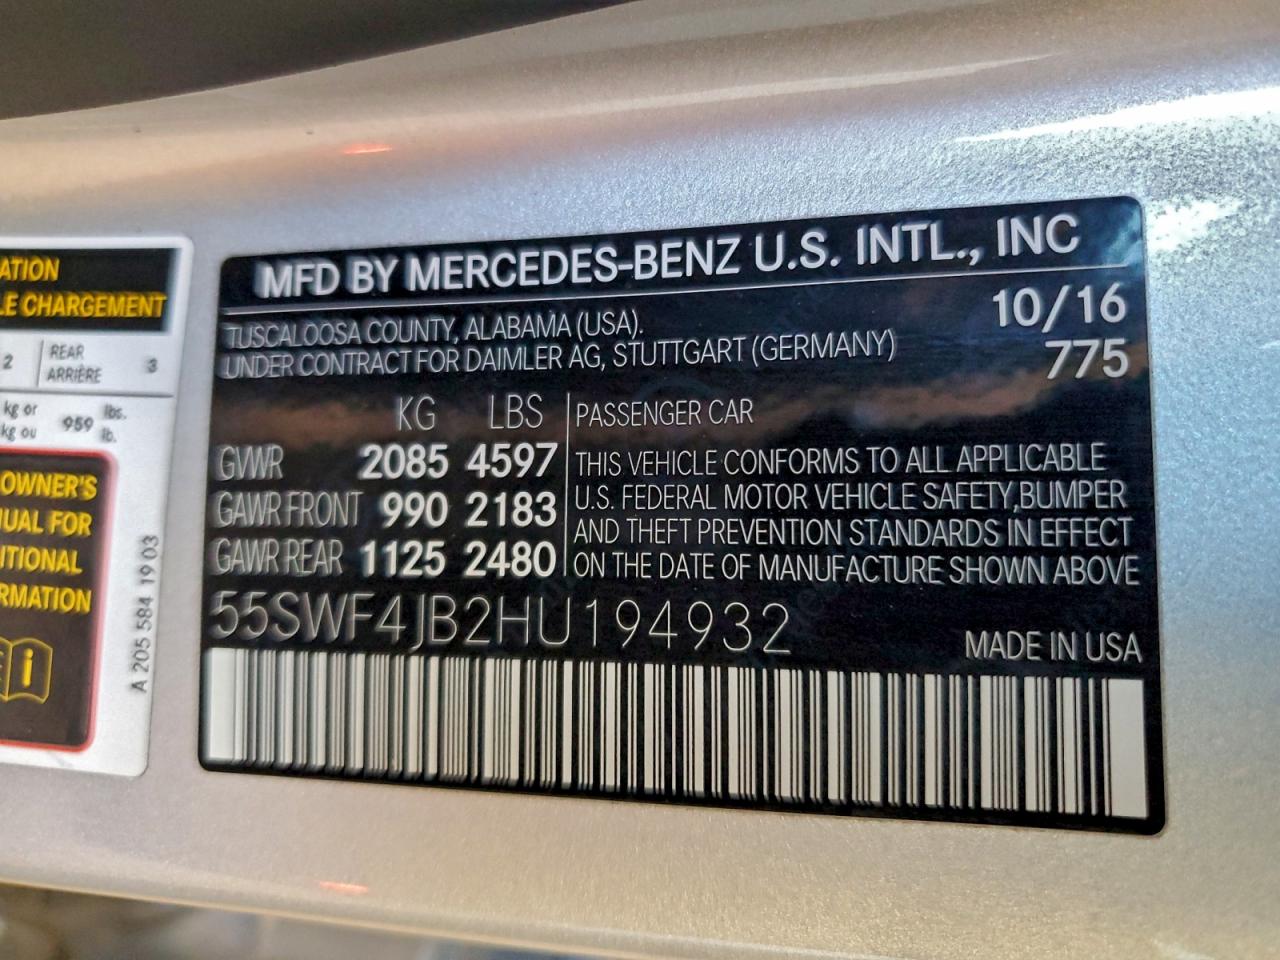 ATION
LE CHARGEMENT
2 REAR ARRIÈRE 3
kg or kg ou 959 lbs. lb.
OWNER'S
UAL FOR
ITIONAL
RMATION
i
A 205 584 19 03
MFD BY MERCEDES-BENZ U.S. INTL., INC
10/16
TUSCALOOSA COUNTY, ALABAMA (USA).
UNDER CONTRACT FOR DAIMLER AG, STUTTGART (GERMANY)
775
KG LBS
GVWR 2085 4597
GAWR FRONT 990 2183
GAWR REAR 1125 2480
PASSENGER CAR
THIS VEHICLE CONFORMS TO ALL APPLICABLE
U.S. FEDERAL MOTOR VEHICLE SAFETY,BUMPER
AND THEFT PREVENTION STANDARDS IN EFFECT
ON THE DATE OF MANUFACTURE SHOWN ABOVE
55SWF4JB2HU194932
MADE IN USA